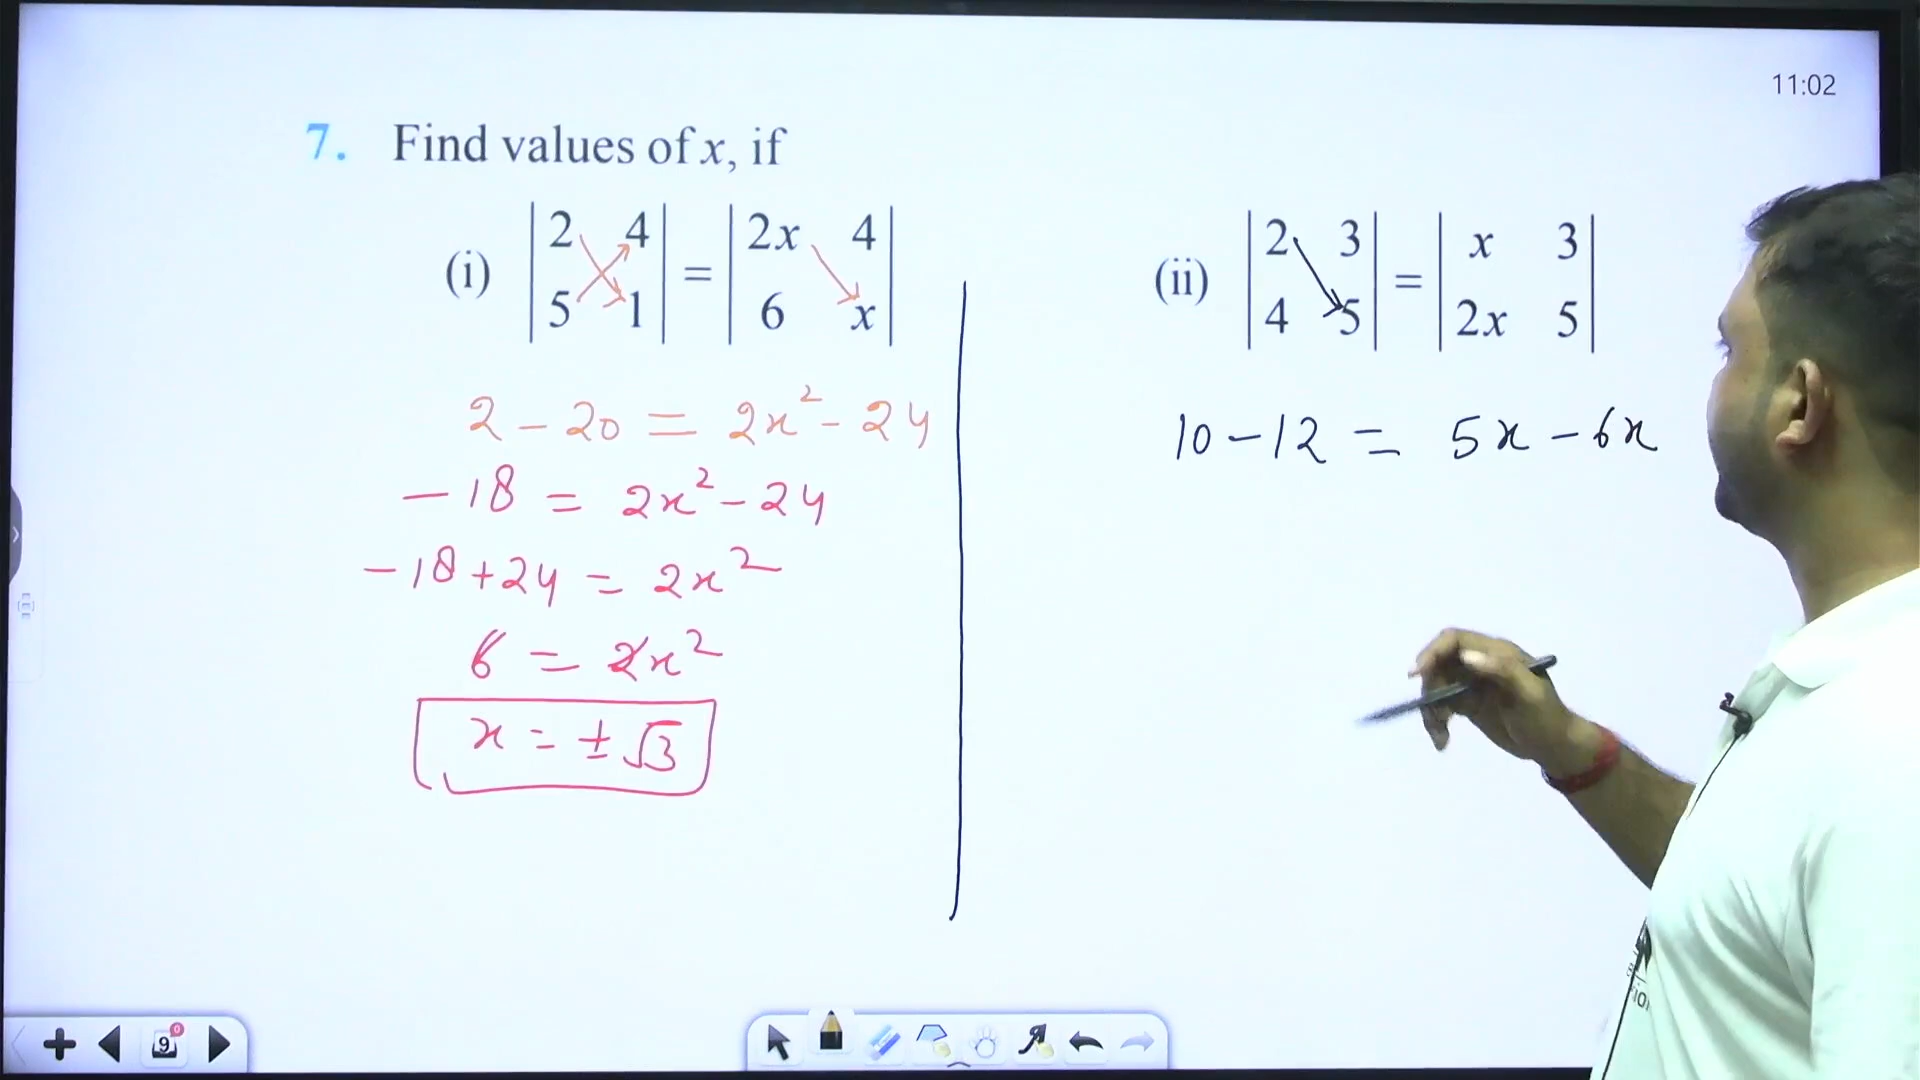 11:02
7. Find values of x, if
(i) |2 4| = |2x 4|
|5 1| |6 x|
2 - 20 = 2x² - 24
-18 = 2x² - 24
-18 + 24 = 2x²
6 = 2x²
x = ±√3
(ii) |2 3| = |x 3|
|4 5| |2x 5|
10 - 12 = 5x - 6x
9
0